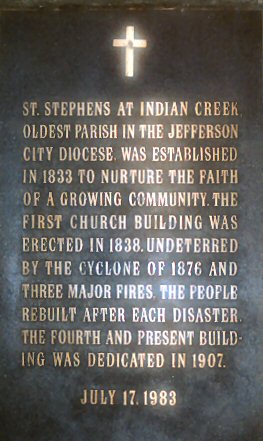 ST. STEPHENS AT INDIAN CREEK,
OLDEST PARISH IN THE JEFFERSON
CITY DIOCESE, WAS ESTABLISHED
IN 1833 TO NURTURE THE FAITH
OF A GROWING COMMUNITY. THE
FIRST CHURCH BUILDING WAS
ERECTED IN 1838. UNDETERRED
BY THE CYCLONE OF 1876 AND
THREE MAJOR FIRES, THE PEOPLE
REBUILT AFTER EACH DISASTER.
THE FOURTH AND PRESENT BUILD-
ING WAS DEDICATED IN 1907.
JULY 17, 1983